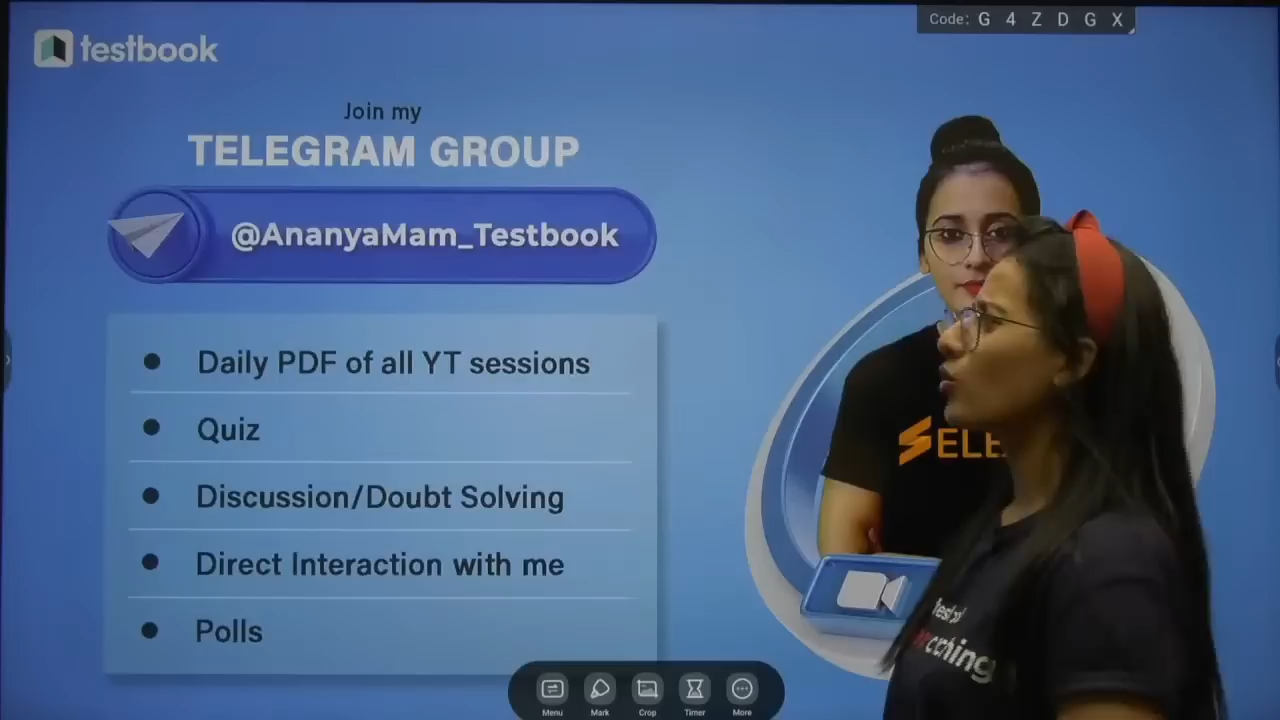 testbook
Code: G 4 Z D G X
Join my
TELEGRAM GROUP
@AnanyaMam_Testbook
• Daily PDF of all YT sessions
• Quiz
• Discussion/Doubt Solving
• Direct Interaction with me
• Polls
Menu Mark Crop Timer More